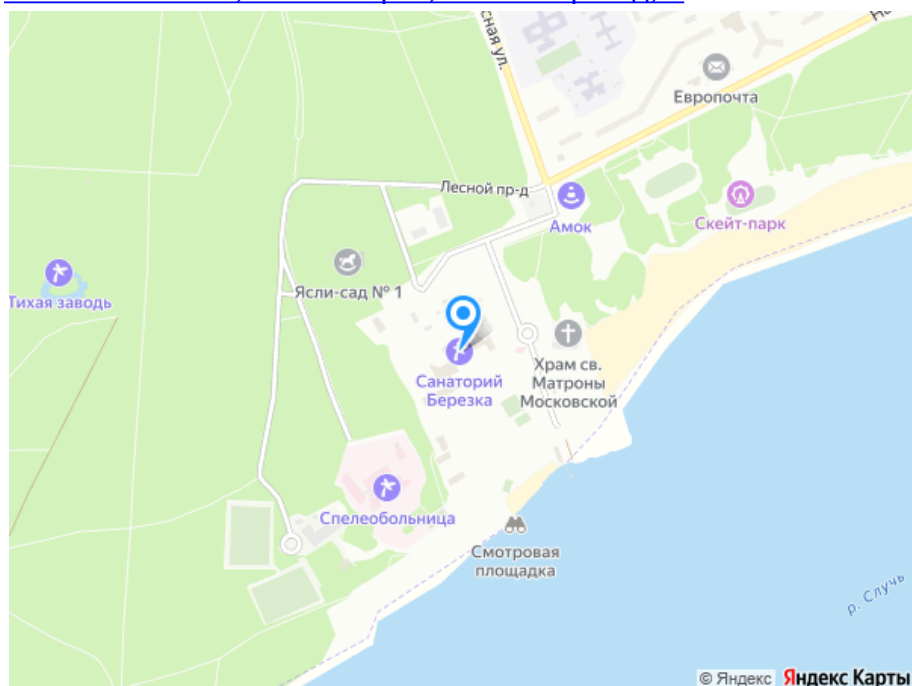 сная ул.
На
Европочта
Лесной пр-д
Амок
Скейт-парк
Ясли-сад № 1
Тихая заводь
Санаторий
Березка
Храм св.
Матроны
Московской
Спелеобольница
Смотровая
площадка
р. Случь
© Яндекс Яндекс Карты